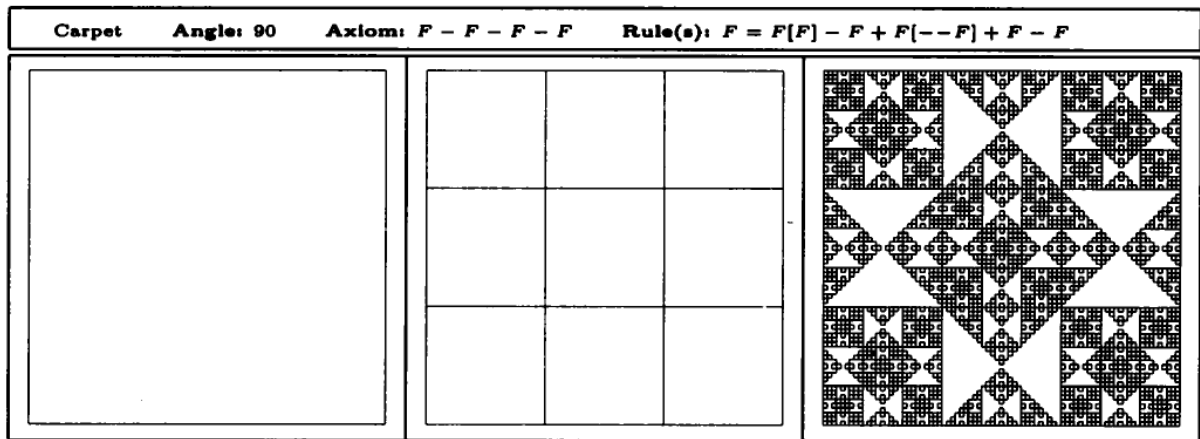 Carpet Angle: 90 Axiom: F − F − F − F Rule(s): F = F[F] − F + F[−−F] + F − F